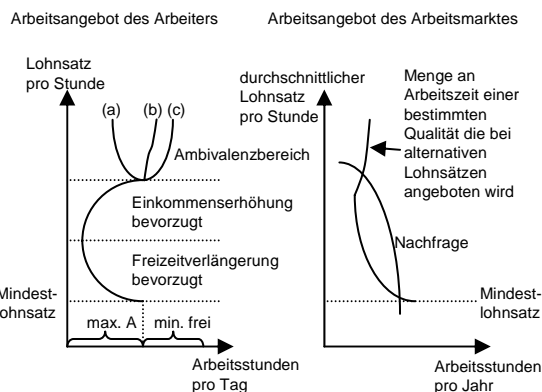 Arbeitsangebot des Arbeiters
Lohnsatz
pro Stunde
(a)
(b)
(c)
Ambivalenzbereich
Einkommenserhöhung
bevorzugt
Freizeitverlängerung
bevorzugt
Mindest-
lohnsatz
max. A
min. frei
Arbeitsstunden
pro Tag
Arbeitsangebot des Arbeitsmarktes
durchschnittlicher
Lohnsatz
pro Stunde
Menge an
Arbeitszeit einer
bestimmten
Qualität die bei
alternativen
Lohnsätzen
angeboten wird
Nachfrage
Mindest-
lohnsatz
Arbeitsstunden
pro Jahr